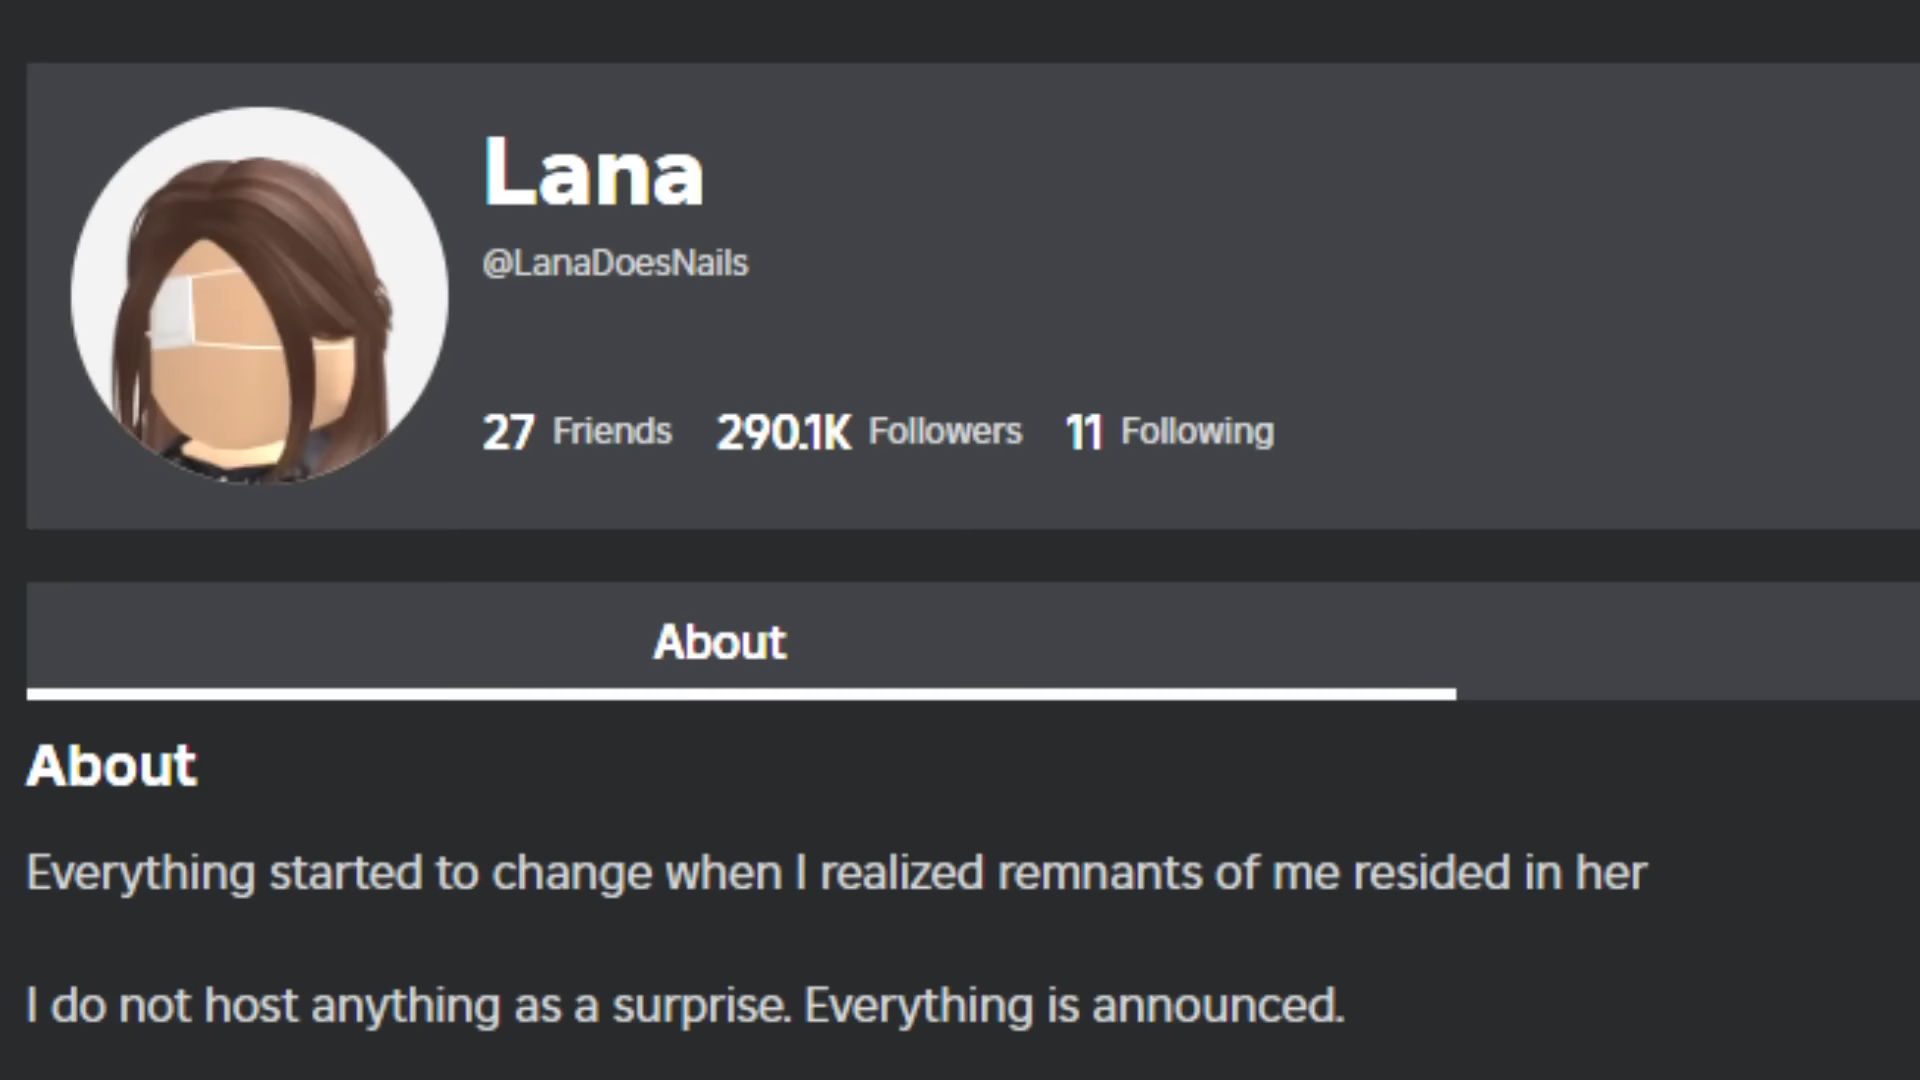 Lana
@LanaDoesNails
27 Friends 290.1K Followers 11 Following
About
About
Everything started to change when I realized remnants of me resided in her
I do not host anything as a surprise. Everything is announced.